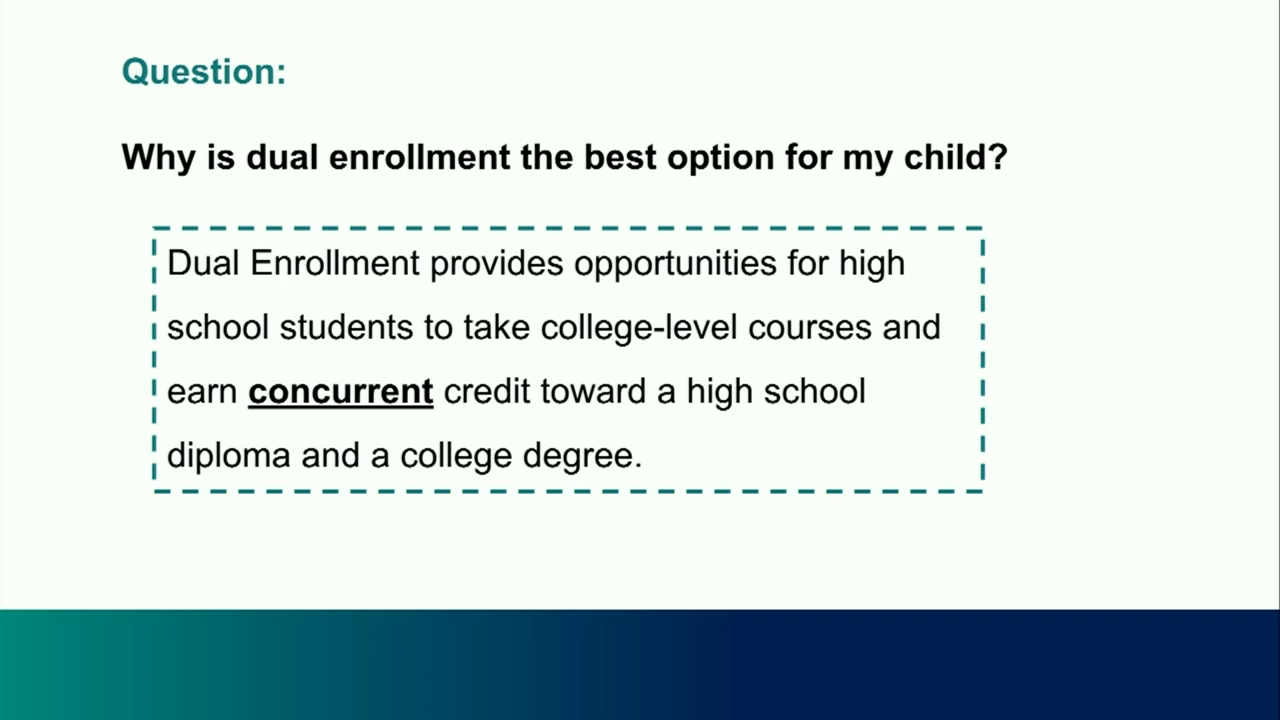 Question:
Why is dual enrollment the best option for my child?
Dual Enrollment provides opportunities for high
school students to take college-level courses and
earn concurrent credit toward a high school
diploma and a college degree.